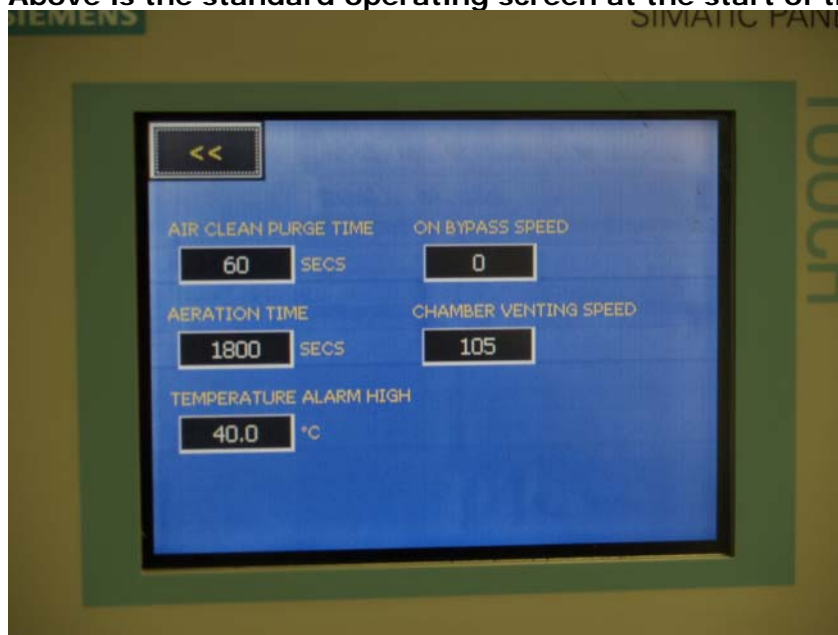 Above is the standard operating screen at the start of
SIEMENS
SIMATIC PANEL
TOUCH
<<
AIR CLEAN PURGE TIME ON BYPASS SPEED
60 SECS 0
AERATION TIME CHAMBER VENTING SPEED
1800 SECS 105
TEMPERATURE ALARM HIGH
40.0 °C